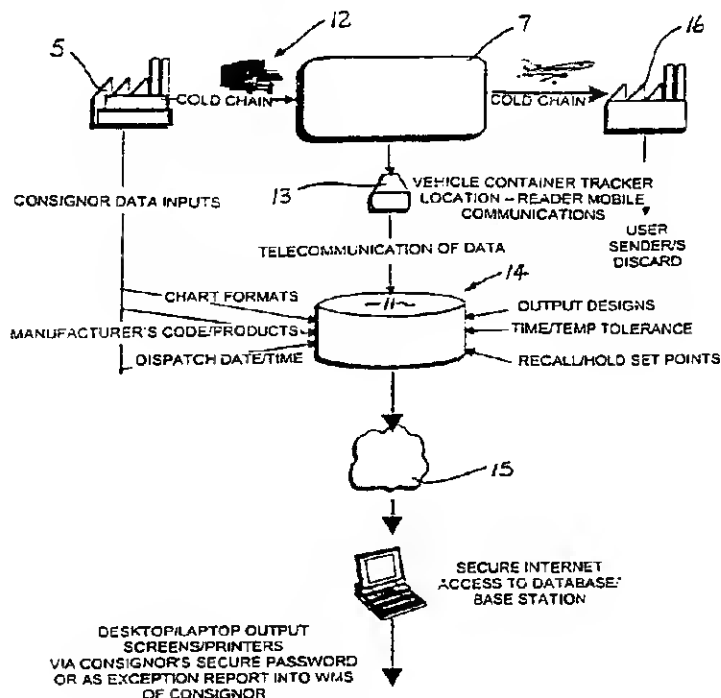 12
7
16
5
COLD CHAIN
COLD CHAIN
13
VEHICLE CONTAINER TRACKER
LOCATION – READER MOBILE
COMMUNICATIONS
CONSIGNOR DATA INPUTS
USER
SENDER/S
DISCARD
TELECOMMUNICATION OF DATA
14
~11~
CHART FORMATS
OUTPUT DESIGNS
MANUFACTURER'S CODE/PRODUCTS
TIME/TEMP TOLERANCE
DISPATCH DATE/TIME
RECALL/HOLD SET POINTS
15
SECURE INTERNET
ACCESS TO DATABASE/
BASE STATION
DESKTOP/LAPTOP OUTPUT
SCREENS/PRINTERS
VIA CONSIGNOR'S SECURE PASSWORD
OR AS EXCEPTION REPORT INTO WMS
OF CONSIGNOR